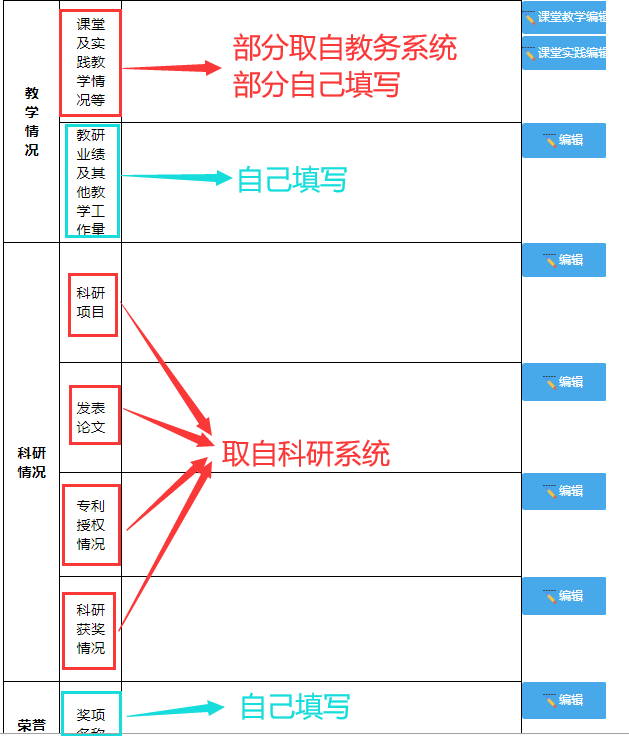 课堂
及实
践教
学情
况等
部分取自教务系统
部分自己填写
课堂教学编辑
课堂实践编辑
教
学
情
况
教研
业绩
及其
他教
学工
作量
自己填写
编辑
科研
项目
编辑
发表
论文
编辑
取自科研系统
科研
情况
专利
授权
情况
编辑
科研
获奖
情况
编辑
荣誉
奖项
名称
自己填写
编辑